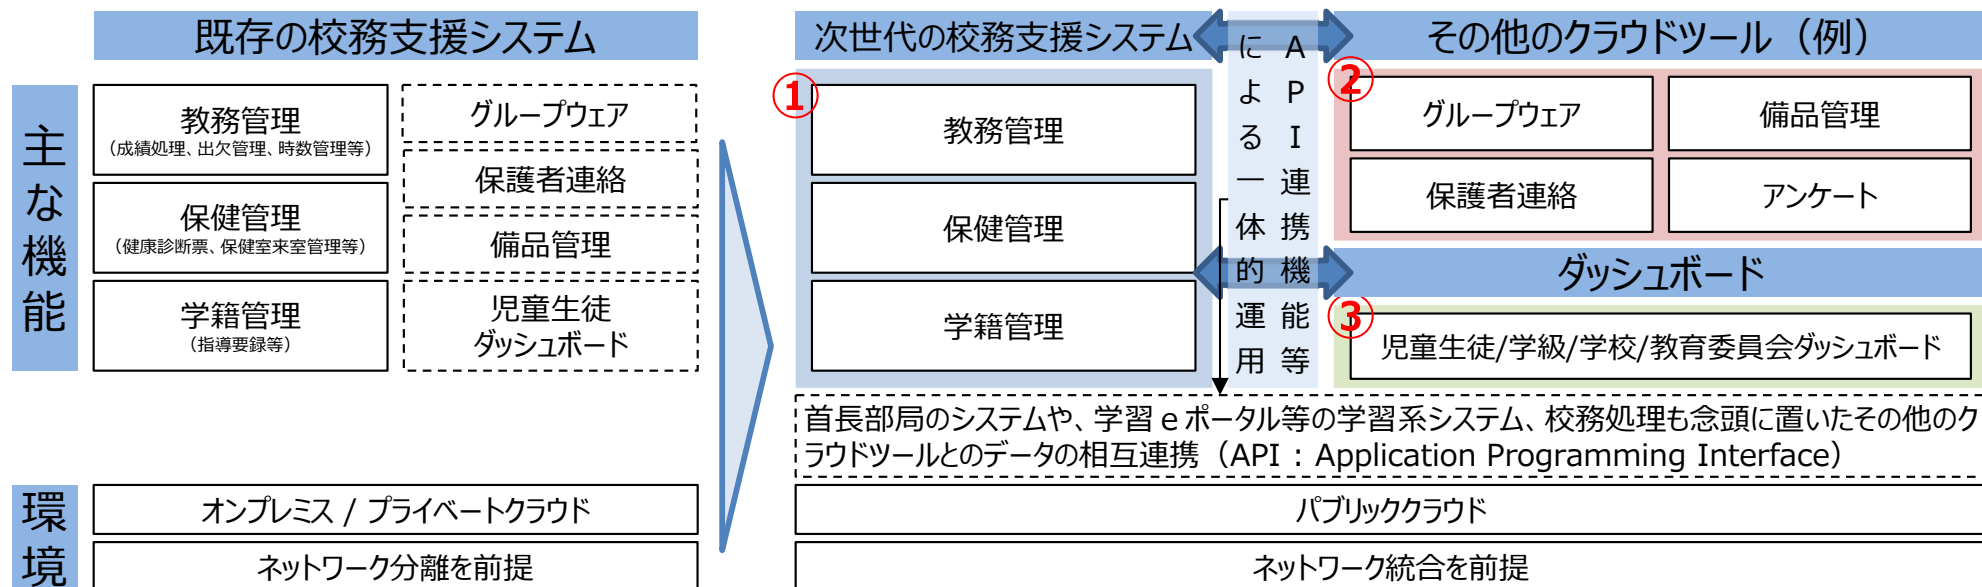 既存の校務支援システム
主な機能
教務管理
（成績処理、出欠管理、時数管理等）
保健管理
（健康診断票、保健室来室管理等）
学籍管理
（指導要録等）
グループウェア
保護者連絡
備品管理
児童生徒
ダッシュボード
環境
オンプレミス / プライベートクラウド
ネットワーク分離を前提
次世代の校務支援システム
①
教務管理
保健管理
学籍管理
API連携機能等
による一体的運用
その他のクラウドツール（例）
②
グループウェア
備品管理
保護者連絡
アンケート
ダッシュボード
③
児童生徒/学級/学校/教育委員会ダッシュボード
首長部局のシステムや、学習ｅポータル等の学習系システム、校務処理も念頭に置いたその他のク
ラウドツールとのデータの相互連携（API：Application Programming Interface）
パブリッククラウド
ネットワーク統合を前提